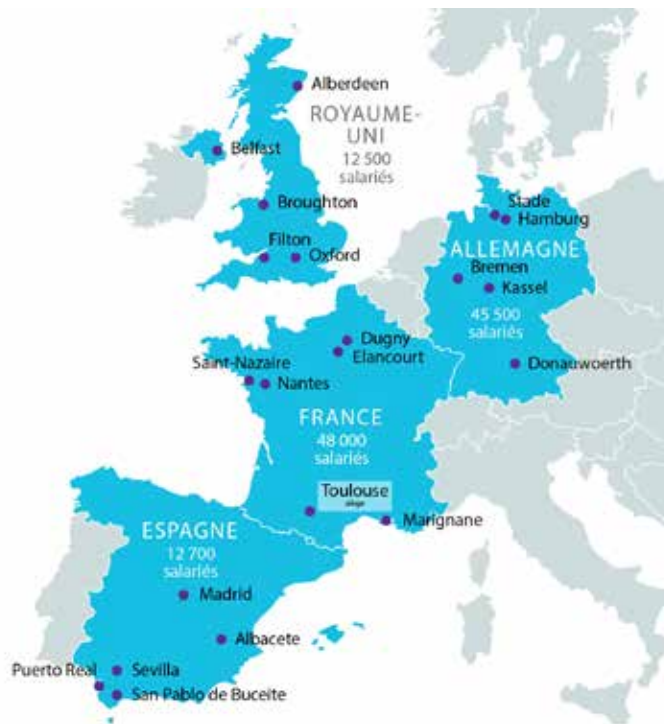 Alberdeen
ROYAUME-
UNI
12 500
salariés
Belfast
Broughton
Filton
Oxford
Stade
Hamburg
ALLEMAGNE
Bremen
Kassel
45 500
salariés
Donauwoerth
Dugny
Elancourt
Saint-Nazaire
Nantes
FRANCE
48 000
salariés
Toulouse
siège
Marignane
ESPAGNE
12 700
salariés
Madrid
Albacete
Puerto Real
Sevilla
San Pablo de Buceite